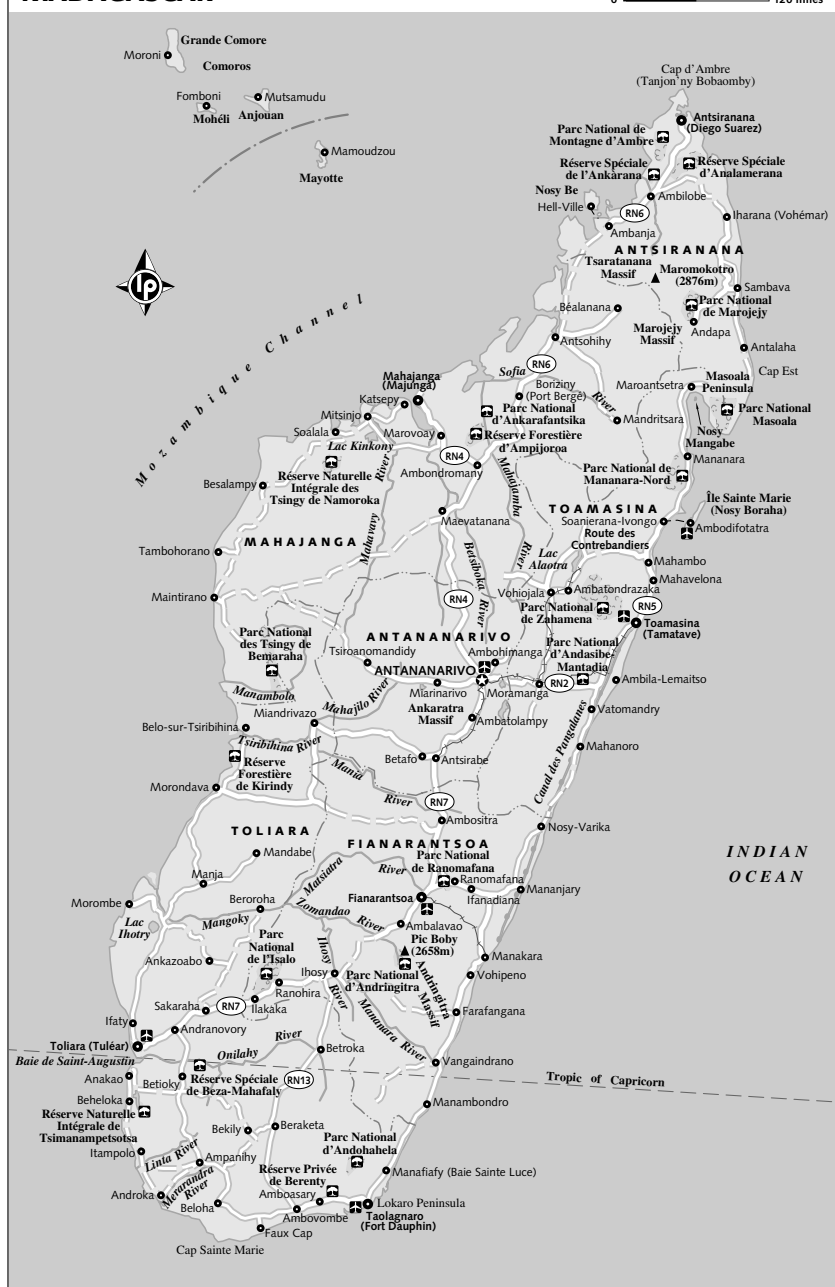 120 miles
Grande Comore
Moroni
Comoros
Fomboni
Mutsamudu
Mohéli
Anjouan
Mamoudzou
Mayotte
Cap d'Ambre
(Tanjon'ny Bobaomby)
Antsiranana
(Diego Suarez)
Parc National de
Montagne d'Ambre
Réserve Spéciale
de l'Ankàrana
Réserve Spéciale
d'Analamerana
Nosy Be
Hell-Ville
Ambilobe
RN6
Iharana (Vohémar)
Ambanja
ANTSIRANANA
Tsaratanana
Massif
Maromokotro
(2876m)
Sambava
lp
Bealanana
Parc National
de Marojejy
Marojejy
Massif
Andapa
Antsohihy
Antalaha
Mozambique Channel
RN6
Sofia
River
Cap Est
Mahajanga
(Majunga)
Boriziny
(Port Bergé)
Maroantsetra
Masoala
Peninsula
Katsepy
Mitsinjo
Parc National
d'Ankarafantsika
Mandritsara
Parc National
Masoala
Soalala
Marovoay
Réserve Forestière
d'Ampijoroa
Nosy
Mangabe
Lac Kinkony
RN4
Mananara
Réserve Naturelle
Intégrale des
Tsingy de Namoroka
Ambondromany
Parc National de
Mananara-Nord
Besalampy
Mahavavy
River
Mahajamba
River
Île Sainte Marie
(Nosy Boraha)
Maevatanana
TOAMASINA
Soanierana-Ivongo
Ambodifotatra
Route des
Contrebandiers
MAHAJANGA
Tambohorano
Betsiboka River
Lac
Alaotra
Mahambo
Mahavelona
Maintirano
RN4
Vohiojala
Ambatondrazaka
Parc National
de Zahamena
RN5
Toamasina
(Tamatave)
Parc National
des Tsingy de
Bemaraha
ANTANANARIVO
Tsiroanomandidy
Ambohimanga
Parc National
d'Andasibe-
Mantadia
ANTANANARIVO
Miarinarivo
Moramanga
RN2
Ambila-Lemaitso
Manambolo
Mahajilo River
Ankaratra
Massif
Vatomandry
Miandrivazo
Ambatolampy
Belo-sur-Tsiribihina
Tsiribihina River
Mahanoro
Canal des Pangalanes
Betafo
Antsirabe
Réserve
Forestière
de Kirindy
Mania
River
Morondava
RN7
Ambositra
TOLIARA
Nosy-Varika
FIANARANTSOA
INDIAN
OCEAN
Mandabe
Matsiatra
River
Parc National
de Ranomafana
Ranomafana
Manja
Fianarantsoa
Ifanadiana
Mananjary
Morombe
Beroroha
Zomandao
River
Lac
Ihotry
Mangoky
Ambalavao
Parc
National
de l'Isalo
Pic Boby
(2658m)
Manakara
Ankazoabo
Ihosy
Ihosy
River
Parc National
d'Andringitra
Andringitra
Massif
Vohipeno
Ranohira
Sakaraha
RN7
Ilakaka
Ifaty
Mananara River
Farafangana
Andranovory
Toliara (Tuléar)
River
Betroka
Baie de Saint-Augustin
Onilahy
Vangaindrano
Tropic of Capricorn
Anakao
Betioky
Réserve Spéciale
de Beza-Mahafaly
RN13
Beheloka
Manambondro
Réserve Naturelle
Intégrale de
Tsimanampetsotsa
Bekily
Beraketa
Parc National
d'Andohahela
Itampolo
Linta River
Ampanihy
Réserve Privée
de Berenty
Manafiafy (Baie Sainte Luce)
Androka
Menarandra
River
Amboasary
Lokaro Peninsula
Beloha
Ambovombe
Taolagnaro
(Fort Dauphin)
Faux Cap
Cap Sainte Marie